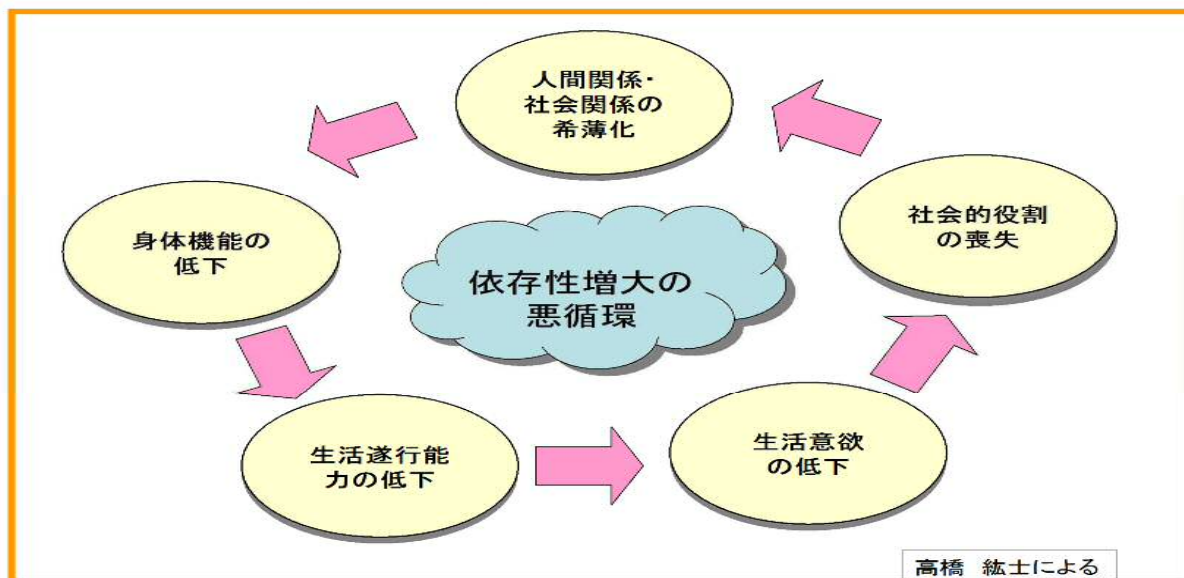 人間関係・
社会関係の
希薄化
身体機能の
低下
社会的役割
の喪失
依存性増大の
悪循環
生活遂行能
力の低下
生活意欲
の低下
高橋 紘士による